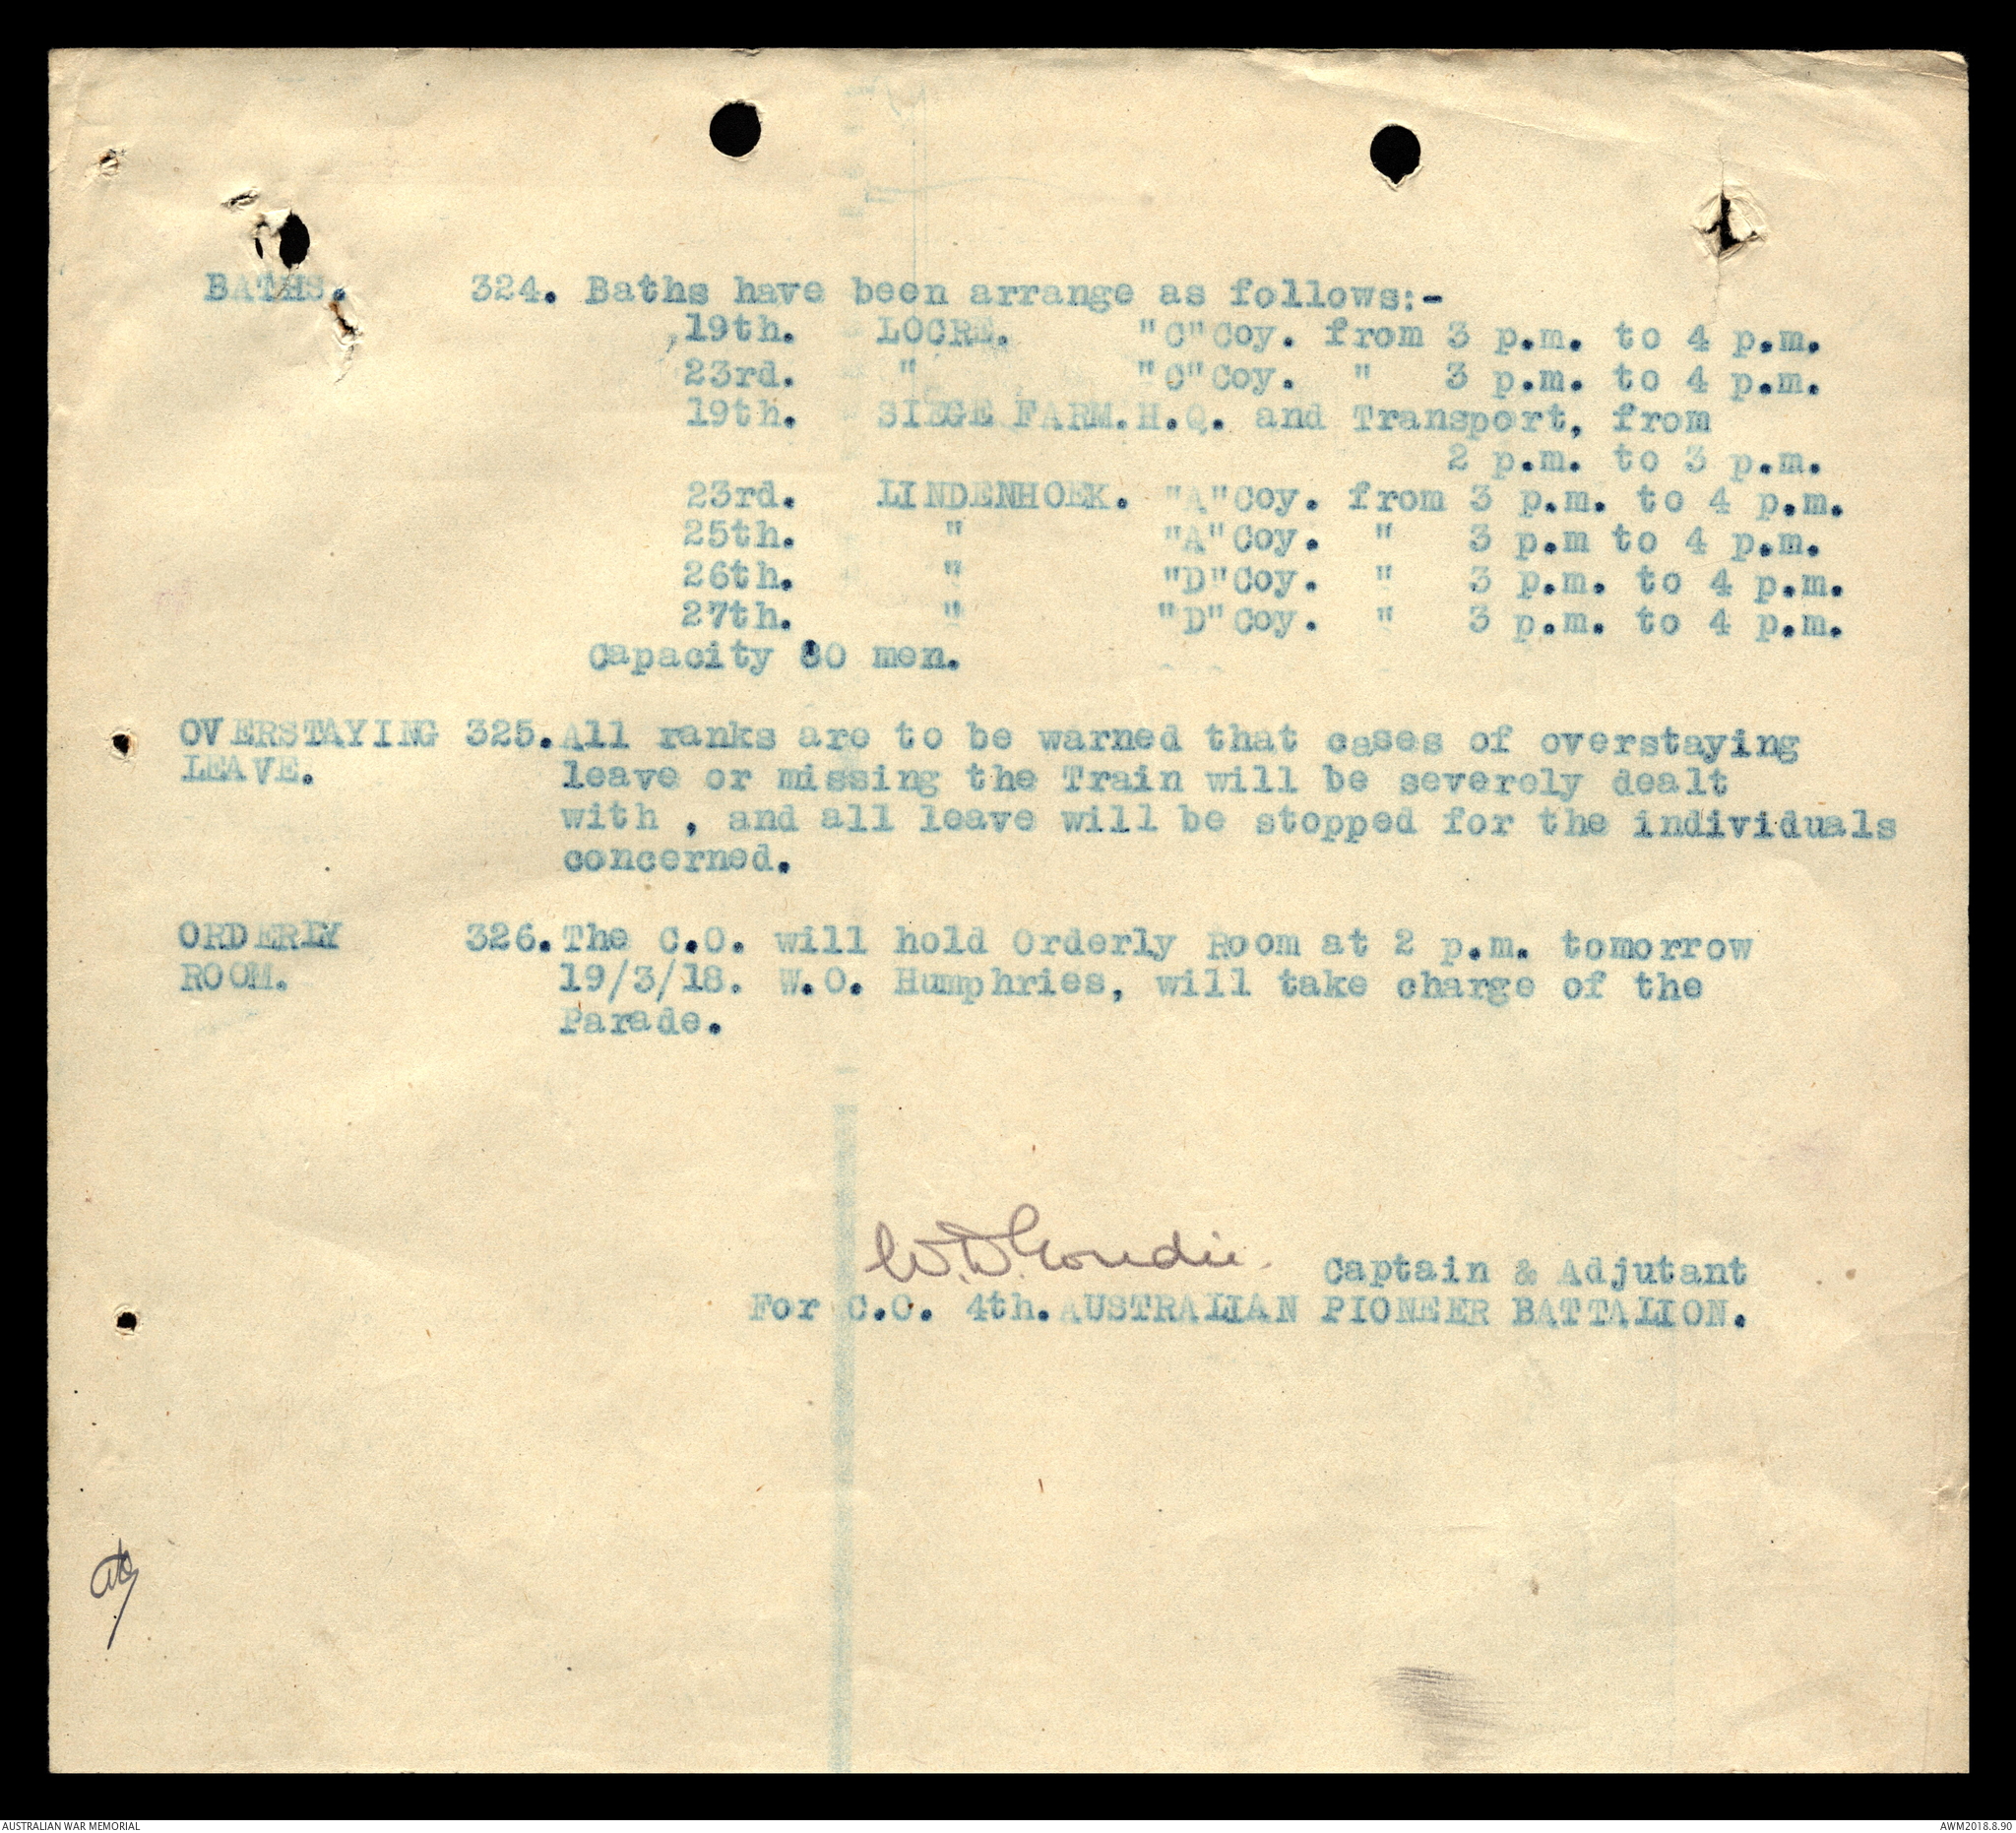 BATHS. 324. Baths have been arrange as follows:-
19th. LOCRE. "C"Coy. from 3 p.m. to 4 p.m.
23rd. " "C"Coy. " 3 p.m. to 4 p.m.
19th. SIEGE FARM. H.Q. and Transport, from
2 p.m. to 3 p.m.
23rd. LINDENHOEK. "A"Coy. from 3 p.m. to 4 p.m.
25th. " "A"Coy. " 3 p.m to 4 p.m.
26th. " "D"Coy. " 3 p.m. to 4 p.m.
27th. " "D"Coy. " 3 p.m. to 4 p.m.
Capacity 80 men.
OVERSTAYING 325. All ranks are to be warned that cases of overstaying
LEAVE. leave or missing the Train will be severely dealt
with , and all leave will be stopped for the individuals
concerned.
ORDERLY 326. The C.O. will hold Orderly Room at 2 p.m. tomorrow
ROOM. 19/3/18. W.O. Humphries, will take charge of the
Parade.
W.D. Goudie. Captain & Adjutant
For C.O. 4th. AUSTRALIAN PIONEER BATTALION.
AUSTRALIAN WAR MEMORIAL AWM2018.8.90